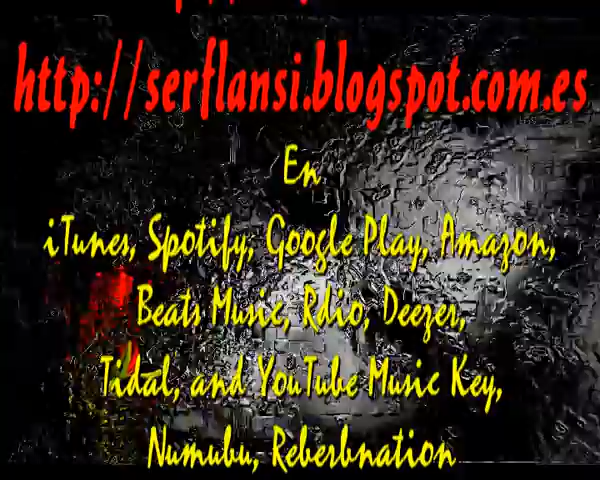 http://serflansi.blogspot.com.es
En
iTunes, Spotify, Google Play, Amazon,
Beats Music, Rdio, Deezer,
Tidal, and YouTube Music Key,
Numubu, Reberbnation